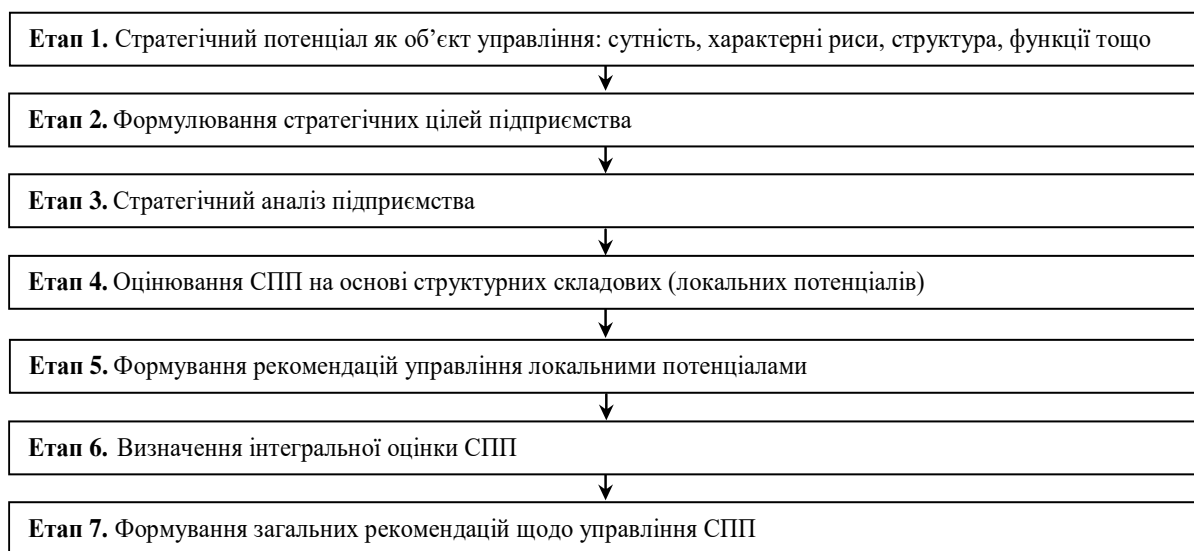 Етап 1. Стратегічний потенціал як об’єкт управління: сутність, характерні риси, структура, функції тощо
Етап 2. Формулювання стратегічних цілей підприємства
Етап 3. Стратегічний аналіз підприємства
Етап 4. Оцінювання СПП на основі структурних складових (локальних потенціалів)
Етап 5. Формування рекомендацій управління локальними потенціалами
Етап 6. Визначення інтегральної оцінки СПП
Етап 7. Формування загальних рекомендацій щодо управління СПП